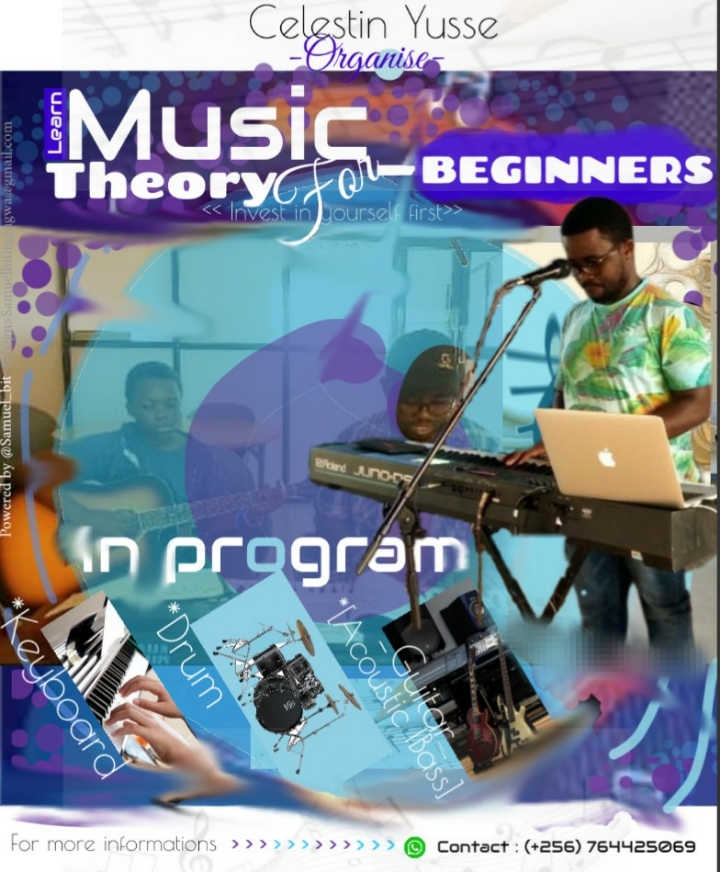 Celestin Yusse
-Organise-
Learn
Music
Theory For - BEGINNERS
<< Invest in yourself first>>
Powered by @Samuel_bit
Roland JUNO-DS
in program
*Keyboard
*Drum
*
- Guitar -
[Acoustic |Bass]
For more informations >>>>>>>>>>>> Contact : (+256) 764425069